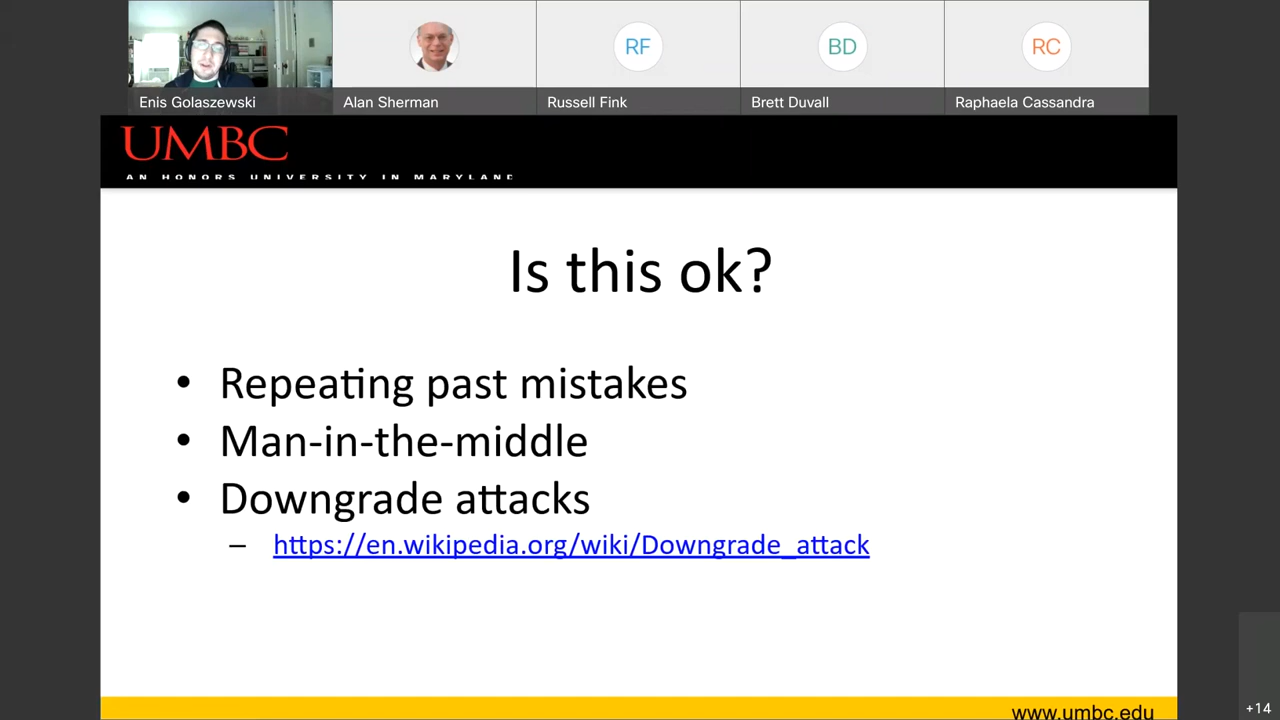 Enis Golaszewski
Alan Sherman
RF
Russell Fink
BD
Brett Duvall
RC
Raphaela Cassandra
UMBC
AN HONORS UNIVERSITY IN MARYLAND
Is this ok?
• Repeating past mistakes
• Man-in-the-middle
• Downgrade attacks
– https://en.wikipedia.org/wiki/Downgrade_attack
www.umbc.edu
+14